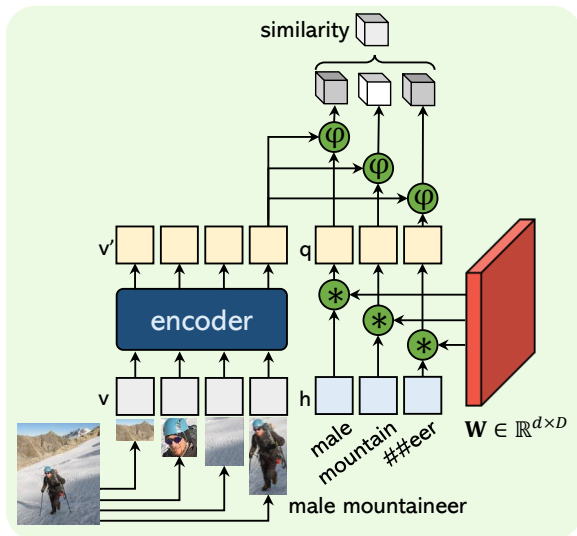 similarity
φ
φ
φ
v’ q
encoder
*
*
*
v h
male
mountain
##eer
W ∈ ℝ^{d×D}
male mountaineer